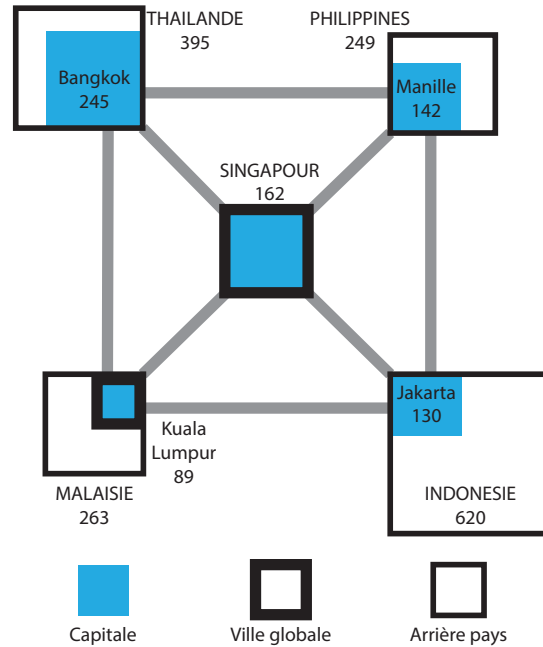 THAILANDE
395
PHILIPPINES
249
Bangkok
245
Manille
142
SINGAPOUR
162
Kuala
Lumpur
89
MALAISIE
263
Jakarta
130
INDONESIE
620
Capitale
Ville globale
Arrière pays